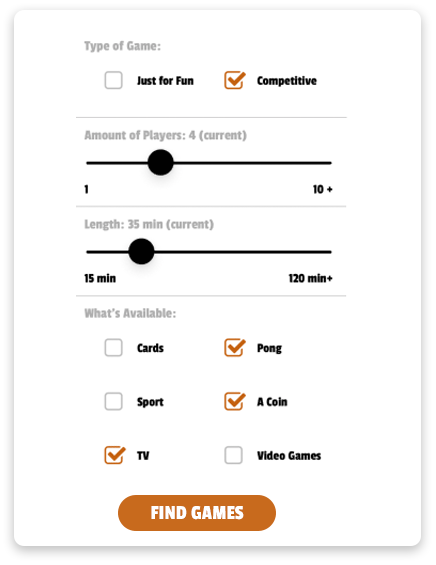 Type of Game:
Just for Fun Competitive
Amount of Players: 4 (current)
1 10 +
Length: 35 min (current)
15 min 120 min+
What's Available:
Cards Pong
Sport A Coin
TV Video Games
FIND GAMES